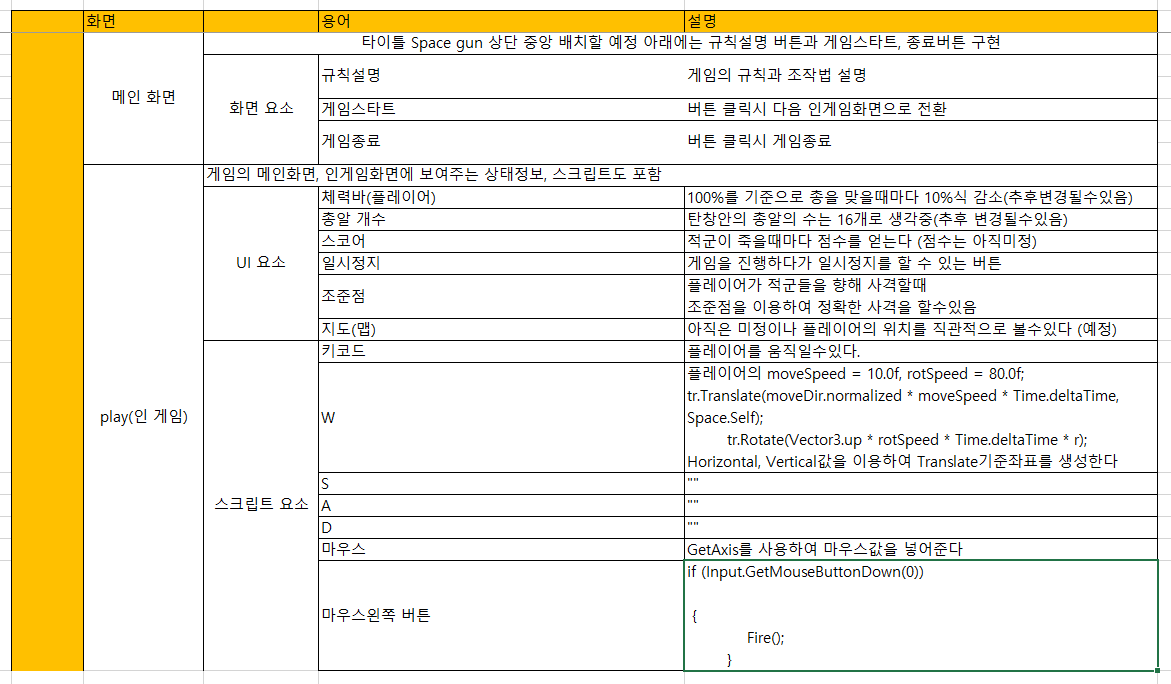 화면 용어 설명
메인 화면
타이틀 Space gun 상단 중앙 배치할 예정 아래에는 규칙설명 버튼과 게임스타트, 종료버튼 구현
화면 요소
규칙설명 게임의 규칙과 조작법 설명
게임스타트 버튼 클릭시 다음 인게임화면으로 전환
게임종료 버튼 클릭시 게임종료
play(인 게임)
게임의 메인화면, 인게임화면에 보여주는 상태정보, 스크립트도 포함
UI 요소
체력바(플레이어) 100%를 기준으로 총을 맞을때마다 10%식 감소(추후변경될수있음)
총알 개수 탄창안의 총알의 수는 16개로 생각중(추후 변경될수있음)
스코어 적군이 죽을때마다 점수를 얻는다 (점수는 아직미정)
일시정지 게임을 진행하다가 일시정지를 할 수 있는 버튼
조준점 플레이어가 적군들을 향해 사격할때
조준점을 이용하여 정확한 사격을 할수있음
지도(맵) 아직은 미정이나 플레이어의 위치를 직관적으로 볼수있다 (예정)
스크립트 요소
키코드 플레이어를 움직일수있다.
W 플레이어의 moveSpeed = 10.0f, rotSpeed = 80.0f;
tr.Translate(moveDir.normalized * moveSpeed * Time.deltaTime,
Space.Self);
tr.Rotate(Vector3.up * rotSpeed * Time.deltaTime * r);
Horizontal, Vertical값을 이용하여 Translate기준좌표를 생성한다
S ""
A ""
D ""
마우스 GetAxis를 사용하여 마우스값을 넣어준다
마우스왼쪽 버튼 if (Input.GetMouseButtonDown(0))
{
Fire();
}